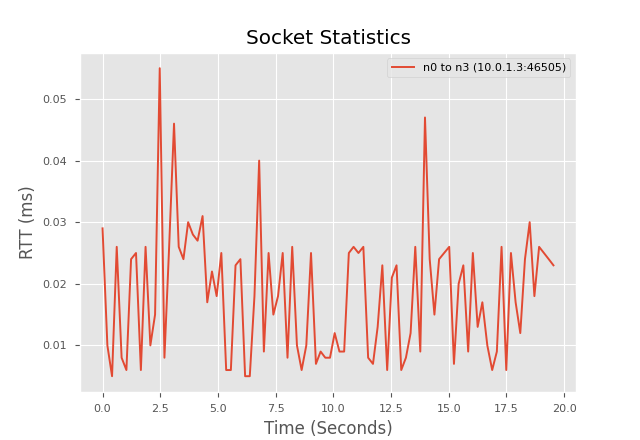 Socket Statistics
n0 to n3 (10.0.1.3:46505)
RTT (ms)
0.05
0.04
0.03
0.02
0.01
0.0 2.5 5.0 7.5 10.0 12.5 15.0 17.5 20.0
Time (Seconds)